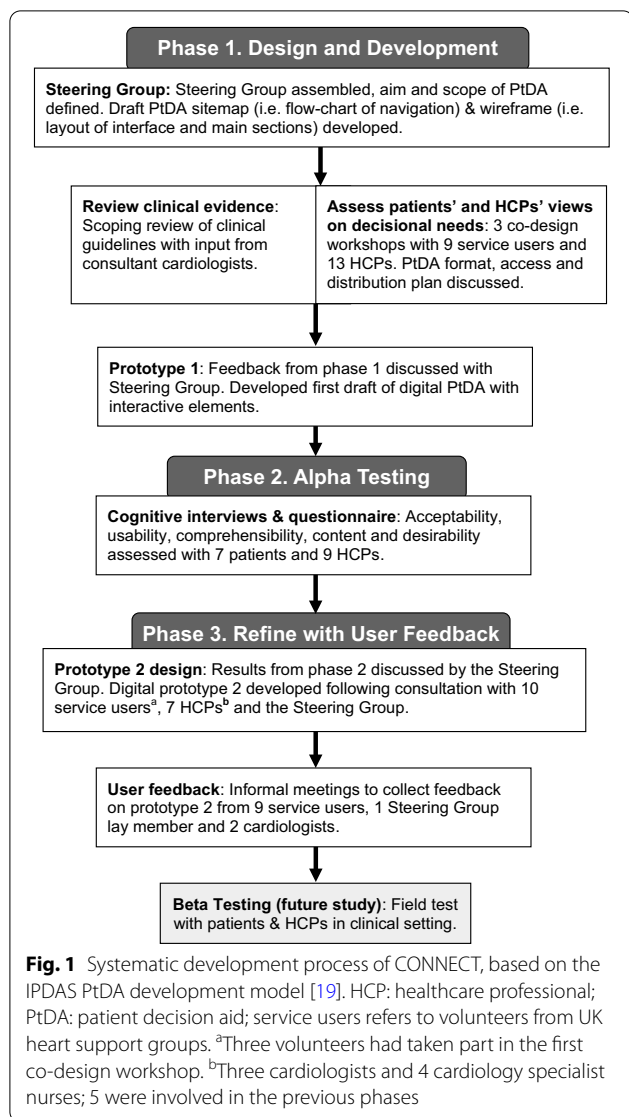 Phase 1. Design and Development
Steering Group: Steering Group assembled, aim and scope of PtDA
defined. Draft PtDA sitemap (i.e. flow-chart of navigation) & wireframe (i.e.
layout of interface and main sections) developed.
Review clinical evidence:
Scoping review of clinical
guidelines with input from
consultant cardiologists.
Assess patients' and HCPs' views
on decisional needs: 3 co-design
workshops with 9 service users and
13 HCPs. PtDA format, access and
distribution plan discussed.
Prototype 1: Feedback from phase 1 discussed with
Steering Group. Developed first draft of digital PtDA with
interactive elements.
Phase 2. Alpha Testing
Cognitive interviews & questionnaire: Acceptability,
usability, comprehensibility, content and desirability
assessed with 7 patients and 9 HCPs.
Phase 3. Refine with User Feedback
Prototype 2 design: Results from phase 2 discussed by the Steering
Group. Digital prototype 2 developed following consultation with 10
service usersᵃ, 7 HCPsᵇ and the Steering Group.
User feedback: Informal meetings to collect feedback
on prototype 2 from 9 service users, 1 Steering Group
lay member and 2 cardiologists.
Beta Testing (future study): Field test
with patients & HCPs in clinical setting.
Fig. 1 Systematic development process of CONNECT, based on the
IPDAS PtDA development model [19]. HCP: healthcare professional;
PtDA: patient decision aid; service users refers to volunteers from UK
heart support groups. ᵃThree volunteers had taken part in the first
co-design workshop. ᵇThree cardiologists and 4 cardiology specialist
nurses; 5 were involved in the previous phases